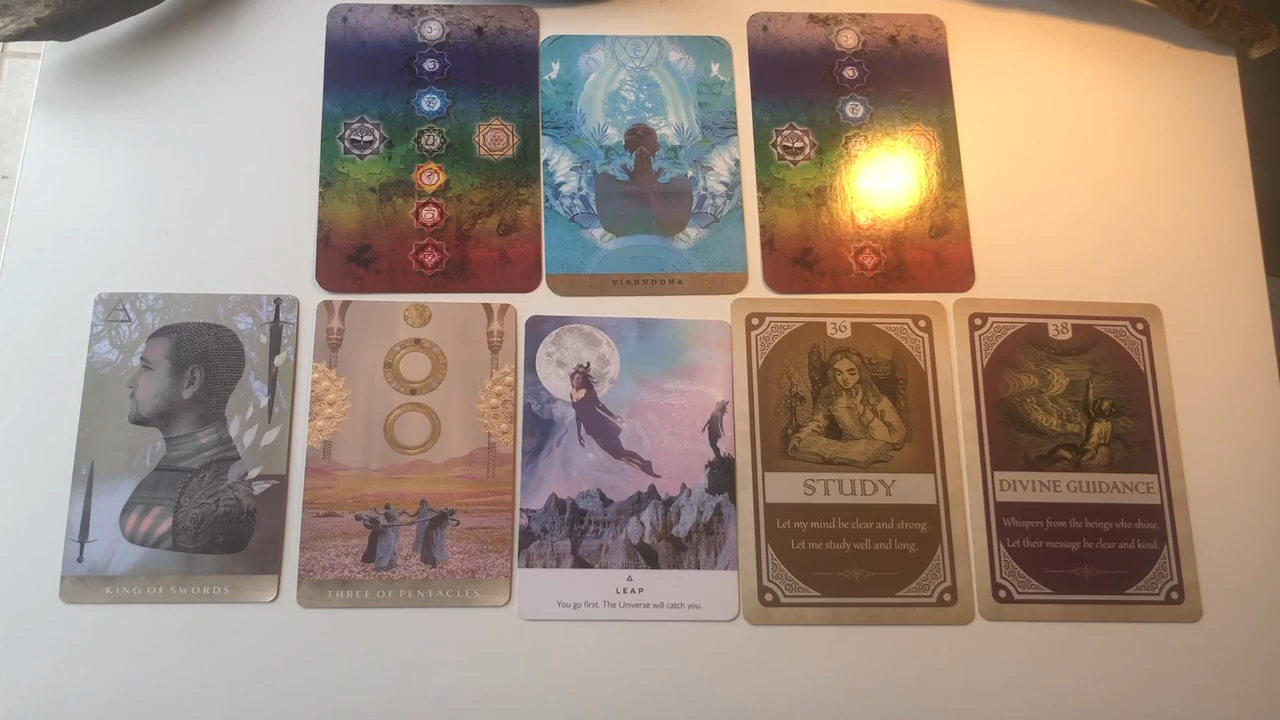 VISHUDDHA
KING OF SWORDS
THREE OF PENTACLES
LEAP
You go first. The Universe will catch you.
36
STUDY
Let my mind be clear and strong.
Let me study well and long.
38
DIVINE GUIDANCE
Whispers from the beings who shine.
Let their message be clear and kind.